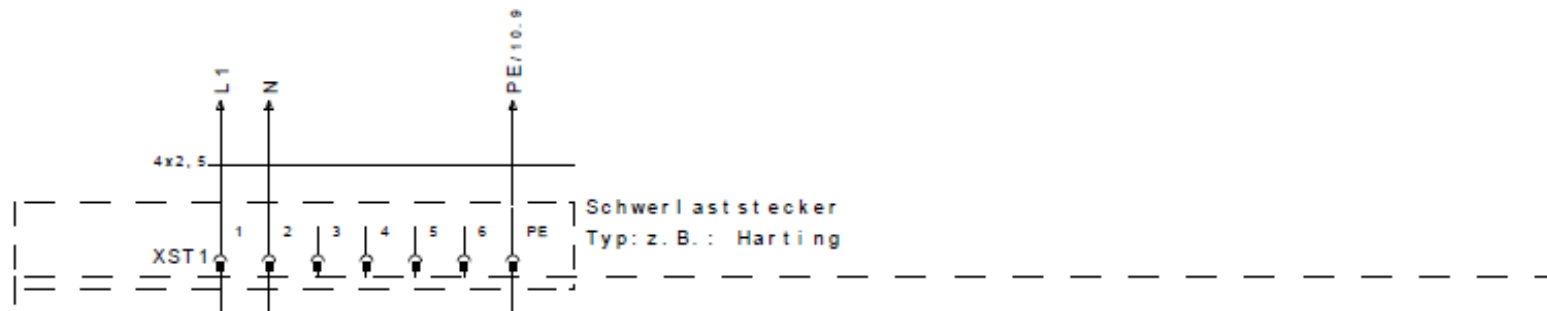 L1 N PE/10.9
4x2,5
Schwerlaststecker
1 2 3 4 5 6 PE
Typ: z.B.: Harting
XST1